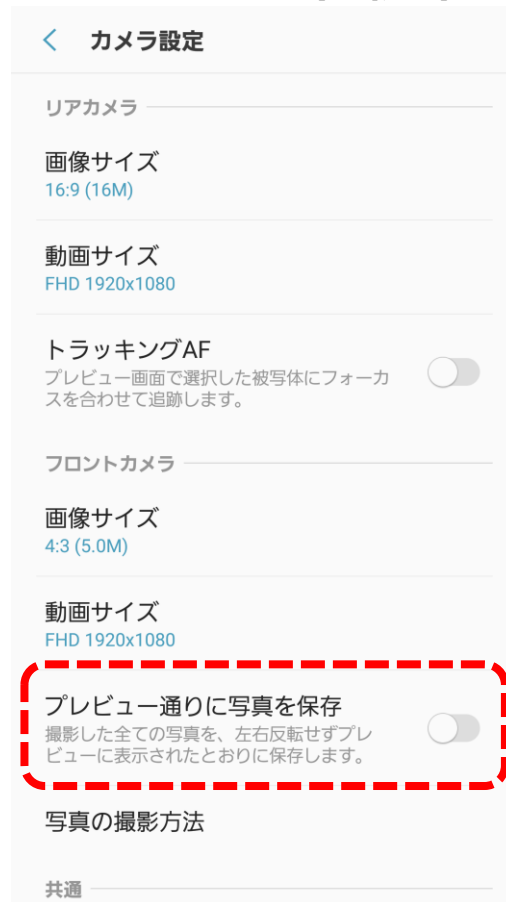 カメラ設定
リアカメラ
画像サイズ
16:9 (16M)
動画サイズ
FHD 1920x1080
トラッキングAF
プレビュー画面で選択した被写体にフォーカ
スを合わせて追跡します。
フロントカメラ
画像サイズ
4:3 (5.0M)
動画サイズ
FHD 1920x1080
プレビュー通りに写真を保存
撮影した全ての写真を、左右反転せずプレ
ビューに表示されたとおりに保存します。
写真の撮影方法
共通